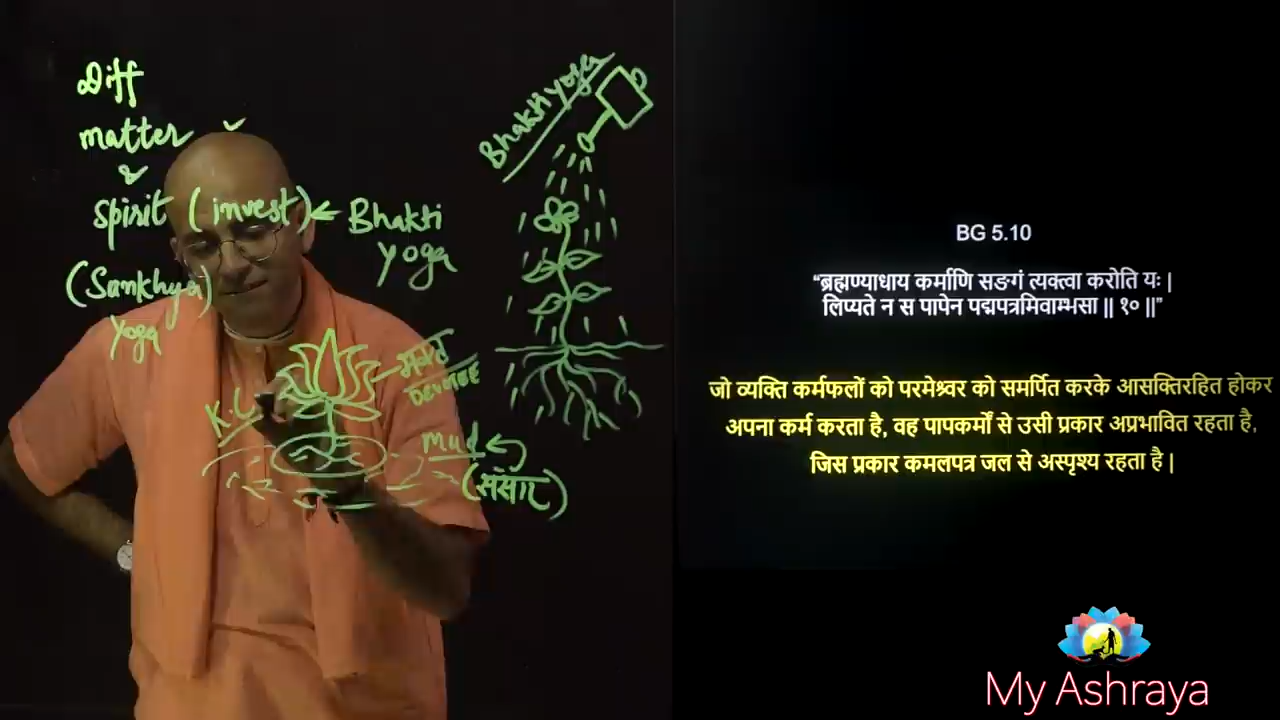 Diff
matter
&
Spirit (invest) ← Bhakti
yoga
(Sankhya)
yoga
Bhakti yoga
भक्त
DEVOTEE
K.C
mud
(संसार)
BG 5.10
“ब्रह्मण्याधाय कर्माणि सङगं त्यक्त्वा करोति यः |
लिप्यते न स पापेन पद्मपत्रमिवाम्भसा || १० ||”
जो व्यक्ति कर्मफलों को परमेश्र्वर को समर्पित करके आसक्तिरहित होकर
अपना कर्म करता है, वह पापकर्मों से उसी प्रकार अप्रभावित रहता है,
जिस प्रकार कमलपत्र जल से अस्पृश्य रहता है |
My Ashraya